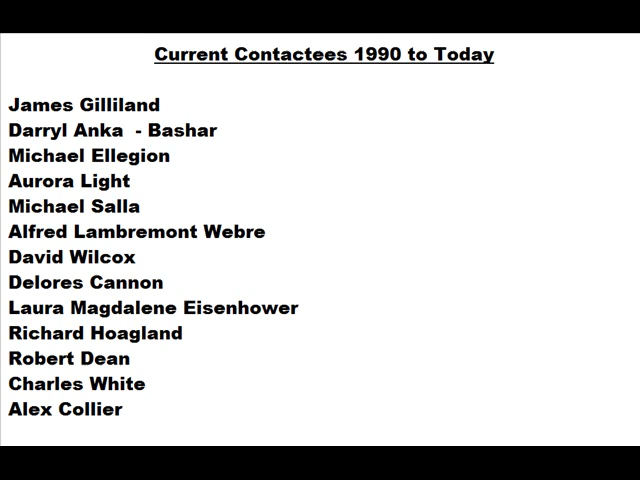 Current Contactees 1990 to Today
James Gilliland
Darryl Anka - Bashar
Michael Ellegion
Aurora Light
Michael Salla
Alfred Lambremont Webre
David Wilcox
Delores Cannon
Laura Magdalene Eisenhower
Richard Hoagland
Robert Dean
Charles White
Alex Collier